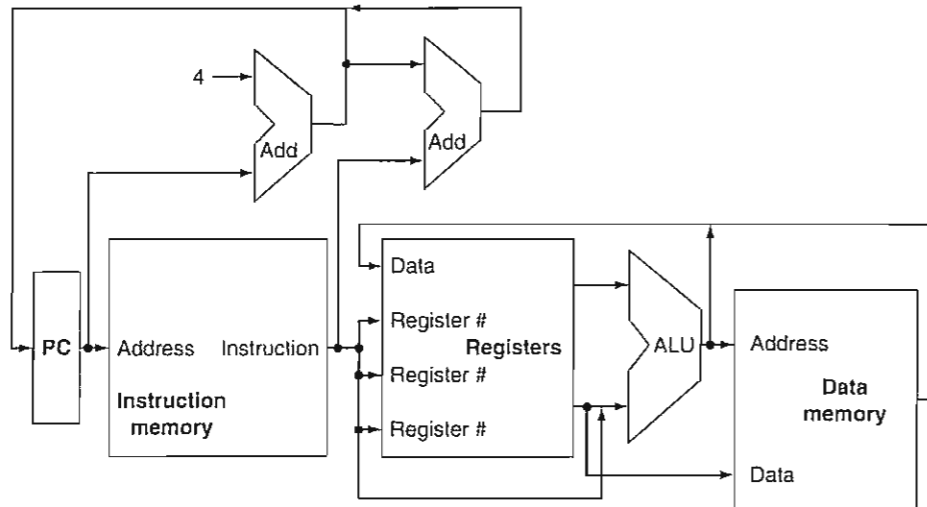 4
Add
Add
Data
Register #
PC
Address
Instruction
Registers
ALU
Address
Register #
Instruction
memory
Data
memory
Register #
Data